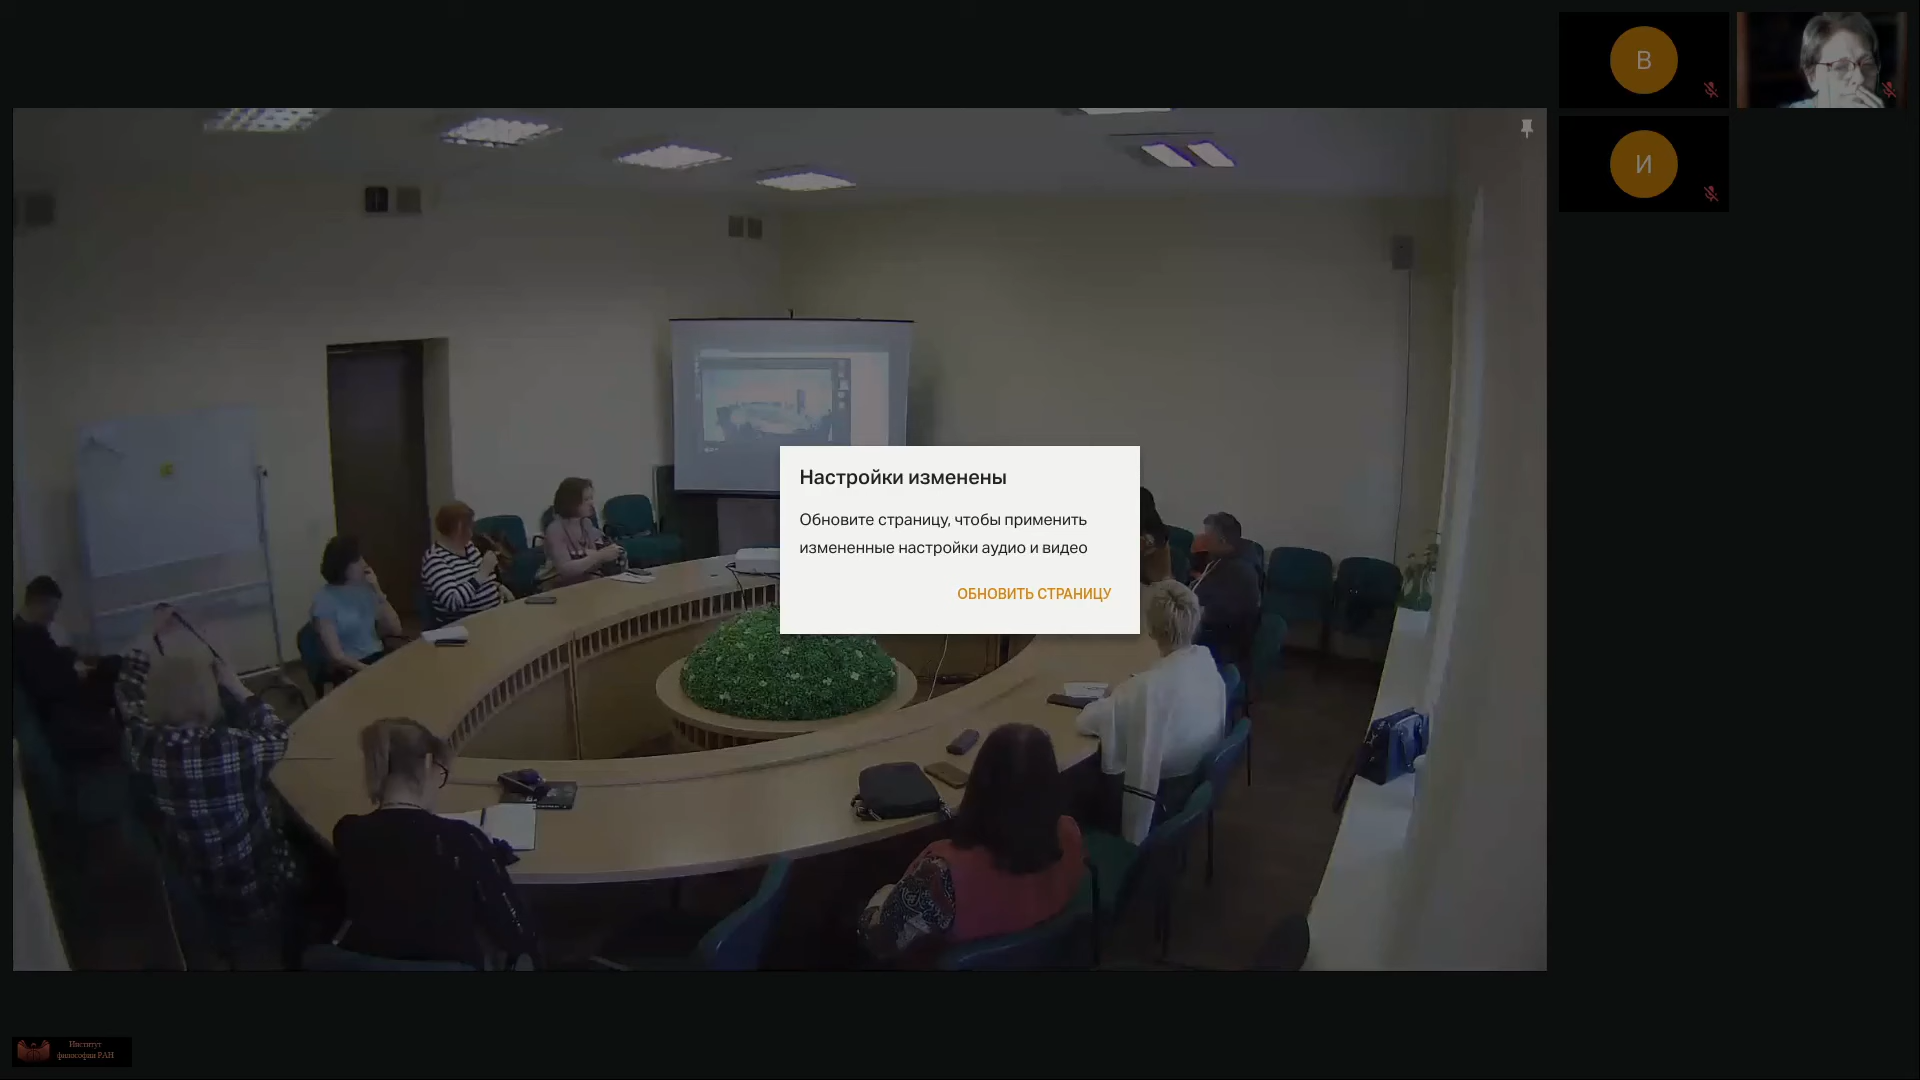 В
И
Настройки изменены
Обновите страницу, чтобы применить
измененные настройки аудио и видео
ОБНОВИТЬ СТРАНИЦУ
Институт
философии РАН